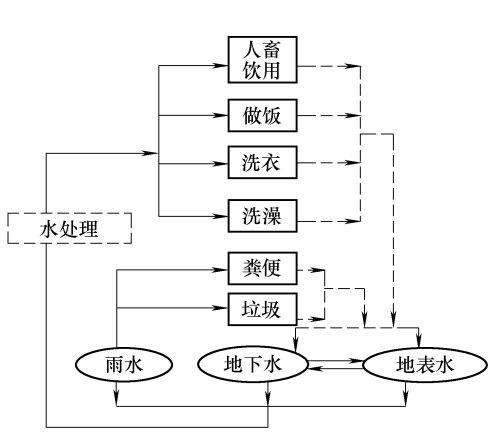 人畜
饮用
做饭
洗衣
洗澡
水处理
粪便
垃圾
雨水
地下水
地表水